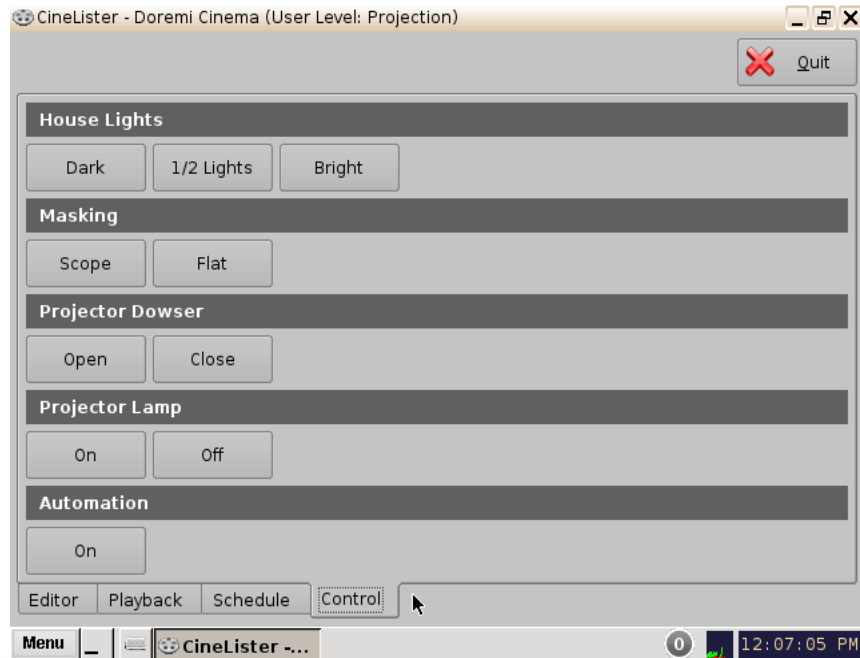 CineLister - Doremi Cinema (User Level: Projection)
Quit
House Lights
Dark 1/2 Lights Bright
Masking
Scope Flat
Projector Dowser
Open Close
Projector Lamp
On Off
Automation
On
Editor Playback Schedule Control
Menu CineLister -... 0 12:07:05 PM